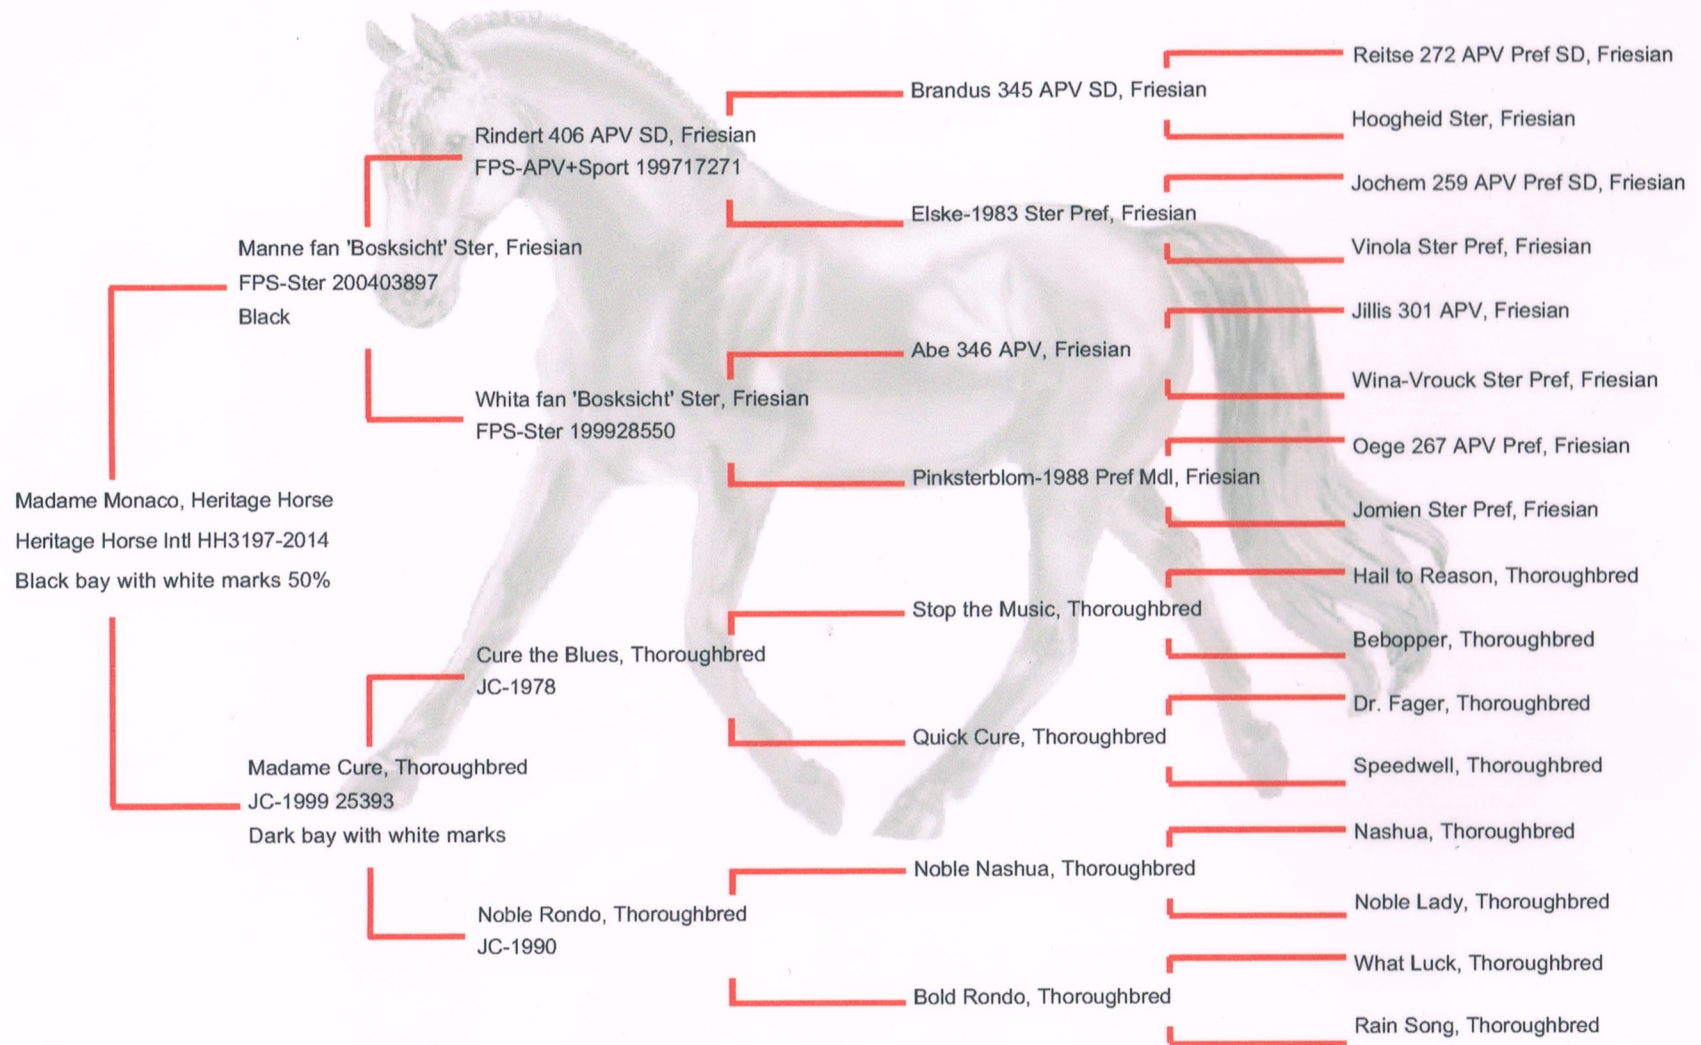 Madame Monaco, Heritage Horse
Heritage Horse Intl HH3197-2014
Black bay with white marks 50%
Manne fan 'Bosksicht' Ster, Friesian
FPS-Ster 200403897
Black
Madame Cure, Thoroughbred
JC-1999 25393
Dark bay with white marks
Rindert 406 APV SD, Friesian
FPS-APV+Sport 199717271
Whita fan 'Bosksicht' Ster, Friesian
FPS-Ster 199928550
Cure the Blues, Thoroughbred
JC-1978
Noble Rondo, Thoroughbred
JC-1990
Brandus 345 APV SD, Friesian
Elske-1983 Ster Pref, Friesian
Abe 346 APV, Friesian
Pinksterblom-1988 Pref Mdl, Friesian
Stop the Music, Thoroughbred
Quick Cure, Thoroughbred
Noble Nashua, Thoroughbred
Bold Rondo, Thoroughbred
Reitse 272 APV Pref SD, Friesian
Hoogheid Ster, Friesian
Jochem 259 APV Pref SD, Friesian
Vinola Ster Pref, Friesian
Jillis 301 APV, Friesian
Wina-Vrouck Ster Pref, Friesian
Oege 267 APV Pref, Friesian
Jomien Ster Pref, Friesian
Hail to Reason, Thoroughbred
Bebopper, Thoroughbred
Dr. Fager, Thoroughbred
Speedwell, Thoroughbred
Nashua, Thoroughbred
Noble Lady, Thoroughbred
What Luck, Thoroughbred
Rain Song, Thoroughbred